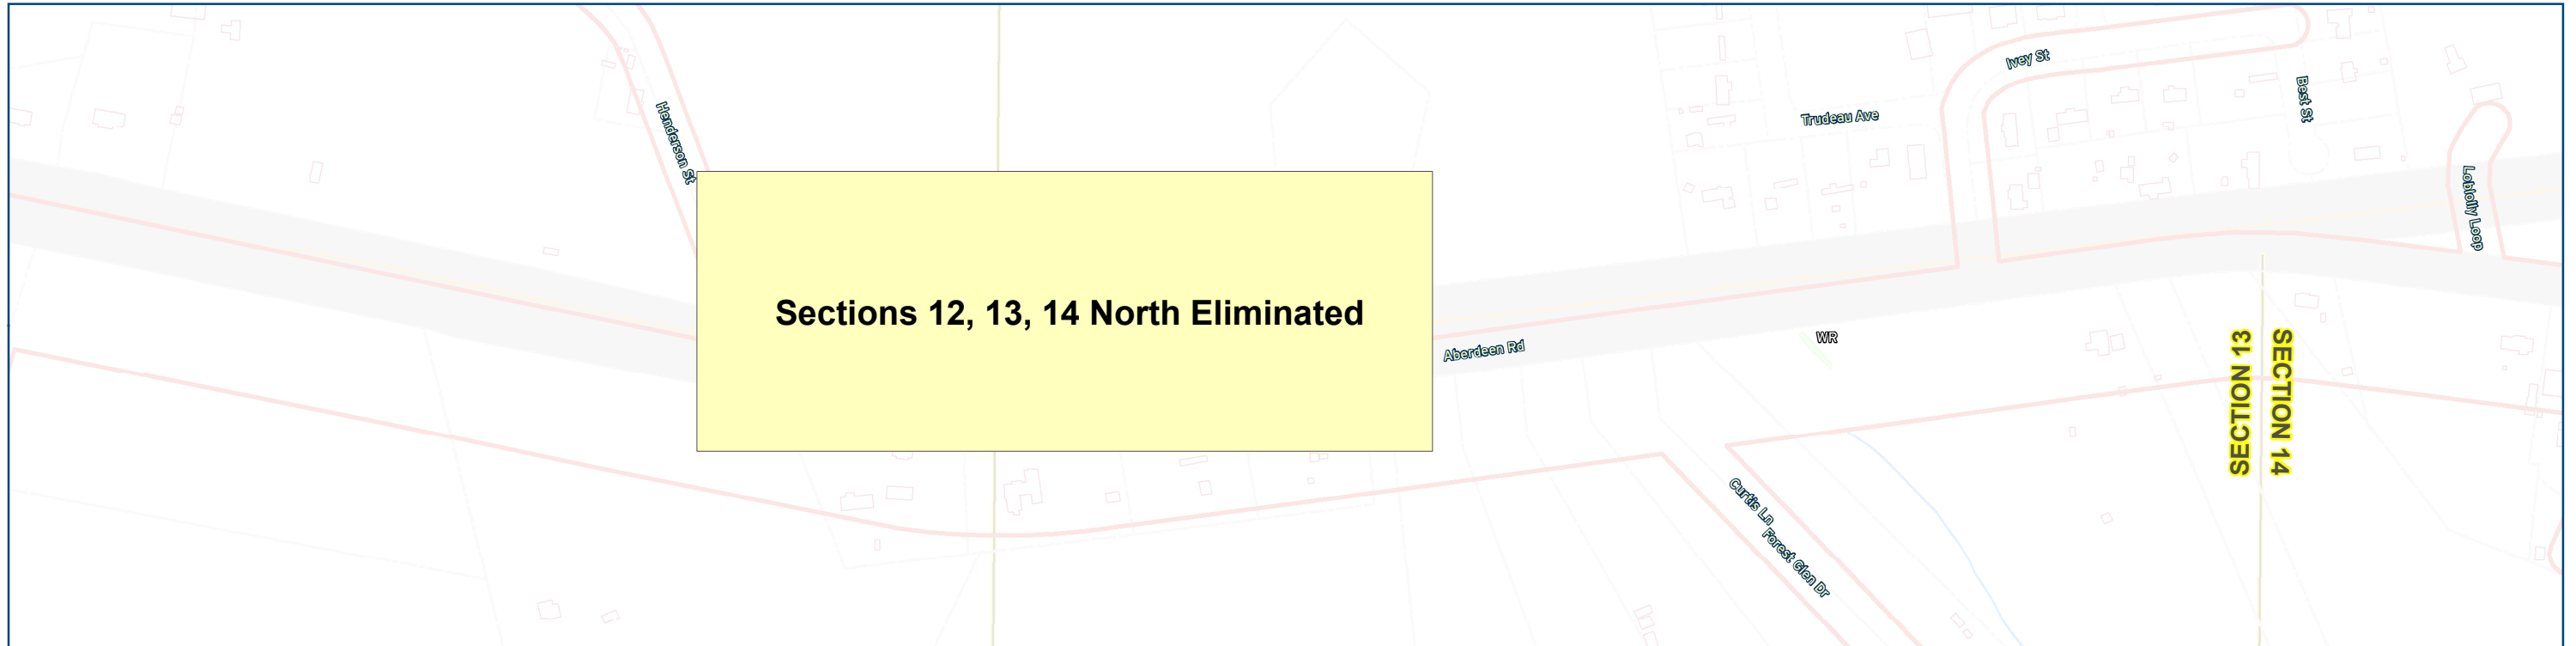 Ivey St
Best St
Henderson St
Trudeau Ave
Loblolly Loop
Sections 12, 13, 14 North Eliminated
WR
Aberdeen Rd
SECTION 13
SECTION 14
Curtis Ln
Forest Glen Dr